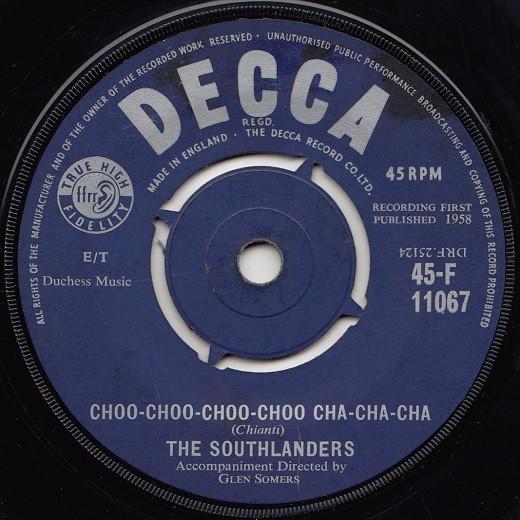 ALL RIGHTS OF THE MANUFACTURER AND OF THE OWNER OF THE RECORDED WORK RESERVED · UNAUTHORISED PUBLIC PERFORMANCE BROADCASTING AND COPYING OF THIS RECORD PROHIBITED
DECCA
REGD.
MADE IN ENGLAND · THE DECCA RECORD CO. LTD.
TRUE HIGH
ffrr
FIDELITY
45 RPM
RECORDING FIRST
PUBLISHED 1958
E/T
Duchess Music
DRF.25124
45-F
11067
CHOO-CHOO-CHOO-CHOO CHA-CHA-CHA
(Chianti)
THE SOUTHLANDERS
Accompaniment Directed by
GLEN SOMERS